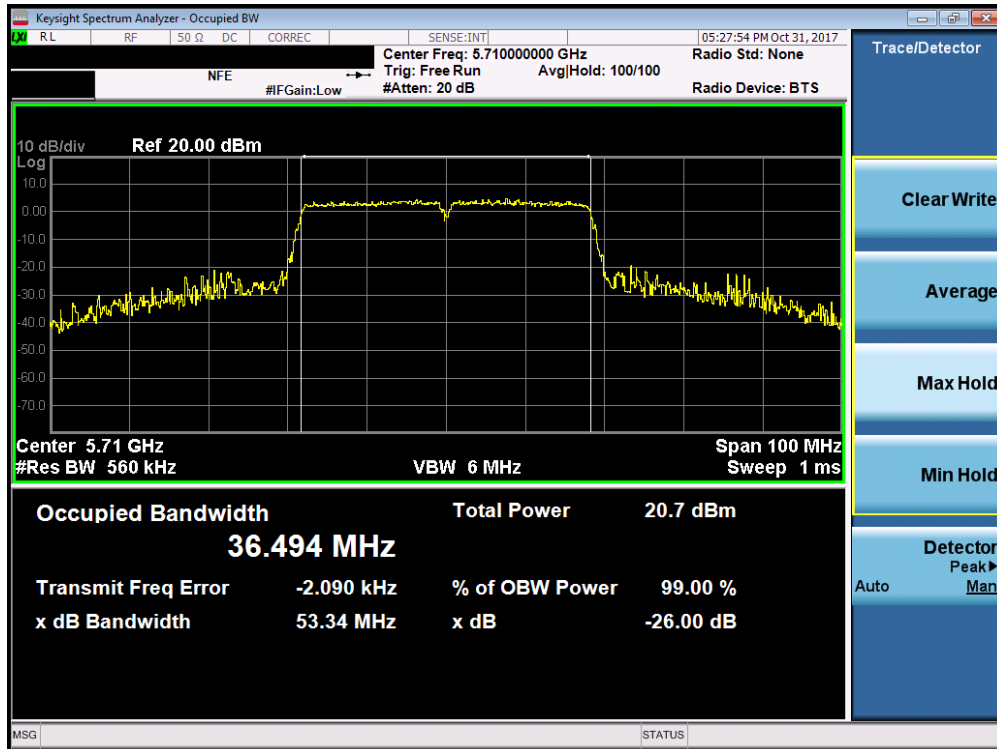 Keysight Spectrum Analyzer - Occupied BW
LXI RL RF 50 Ω DC CORREC SENSE:INT 05:27:54 PM Oct 31, 2017
NFE
#IFGain:Low
Center Freq: 5.710000000 GHz
Trig: Free Run Avg|Hold: 100/100
#Atten: 20 dB
Radio Std: None
Radio Device: BTS
10 dB/div Ref 20.00 dBm
Log
10.0
0.00
-10.0
-20.0
-30.0
-40.0
-50.0
-60.0
-70.0
Center 5.71 GHz Span 100 MHz
#Res BW 560 kHz VBW 6 MHz Sweep 1 ms
Occupied Bandwidth Total Power 20.7 dBm
36.494 MHz
Transmit Freq Error -2.090 kHz % of OBW Power 99.00 %
x dB Bandwidth 53.34 MHz x dB -26.00 dB
Trace/Detector
Clear Write
Average
Max Hold
Min Hold
Detector
Peak▶
Auto Man
MSG STATUS